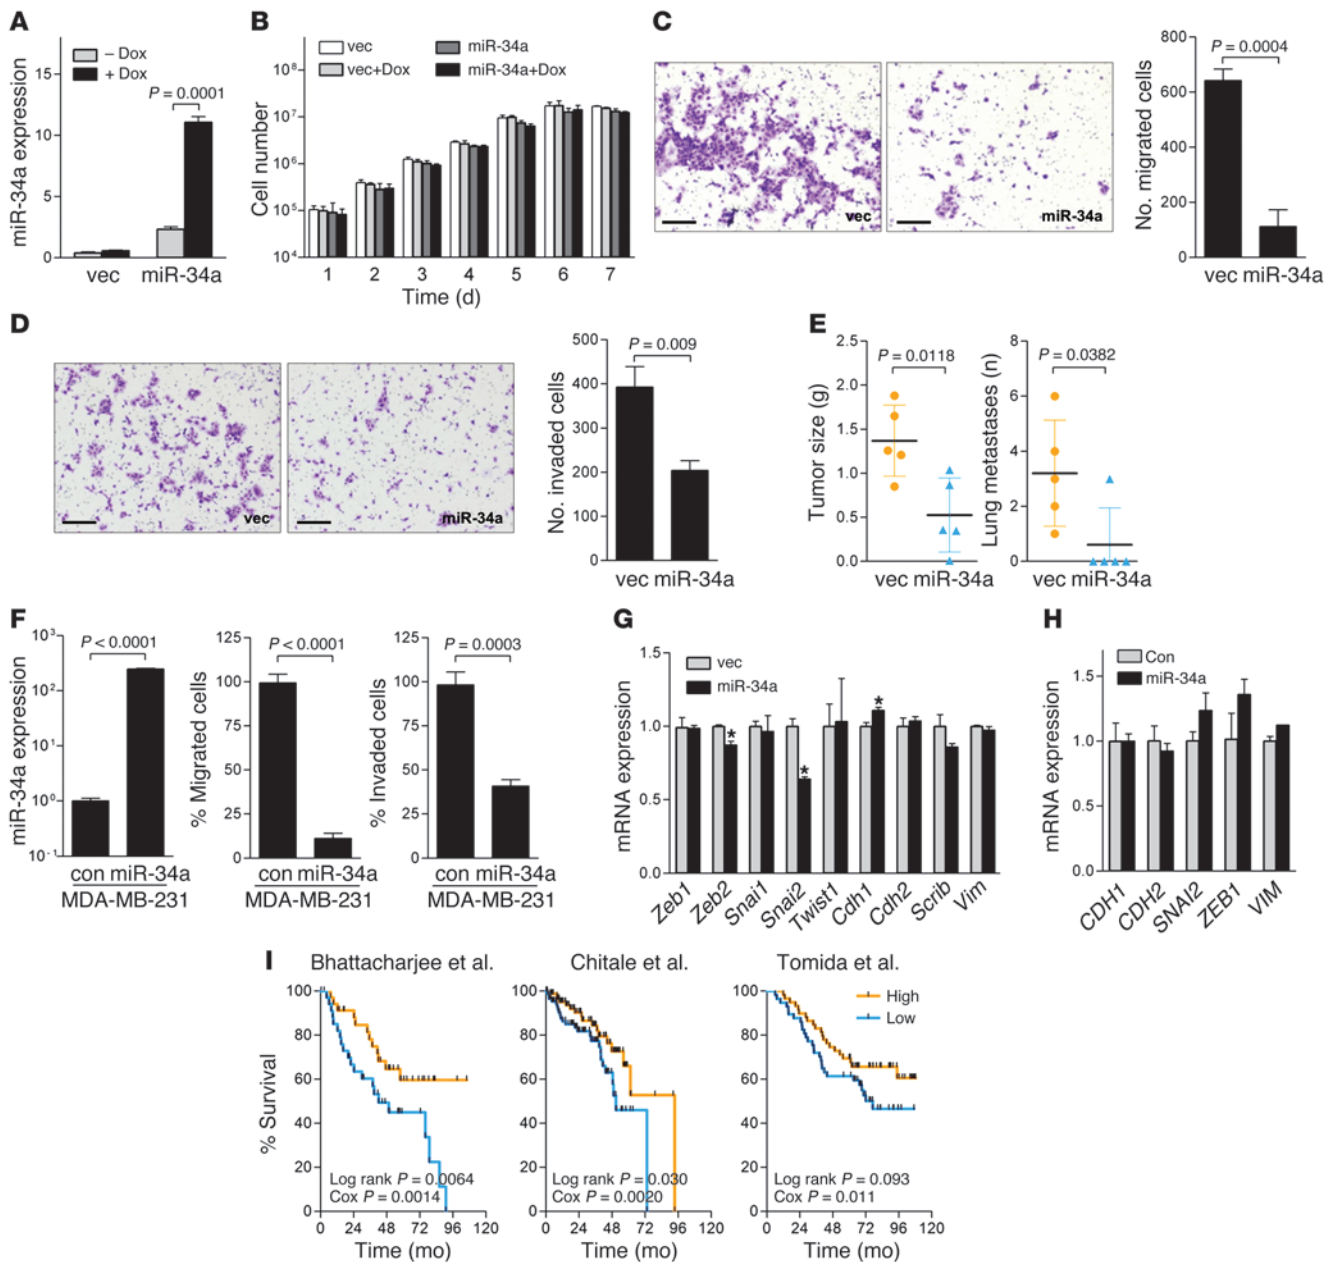 A
miR-34a expression
15
10
5
0
– Dox
+ Dox
P = 0.0001
vec
miR-34a
B
Cell number
10⁸
10⁷
10⁶
10⁵
10⁴
vec
vec+Dox
miR-34a
miR-34a+Dox
1 2 3 4 5 6 7
Time (d)
C
vec
miR-34a
No. migrated cells
800
600
400
200
0
P = 0.0004
vec miR-34a
D
vec
miR-34a
No. invaded cells
500
400
300
200
100
0
P = 0.009
vec miR-34a
E
Tumor size (g)
2.5
2.0
1.5
1.0
0.5
0.0
P = 0.0118
vec miR-34a
Lung metastases (n)
8
6
4
2
0
P = 0.0382
vec miR-34a
F
miR-34a expression
10³
10²
10¹
10⁰
10⁻¹
P < 0.0001
con miR-34a
MDA-MB-231
% Migrated cells
125
100
75
50
25
0
P < 0.0001
con miR-34a
MDA-MB-231
% Invaded cells
125
100
75
50
25
0
P = 0.0003
con miR-34a
MDA-MB-231
G
mRNA expression
1.5
1.0
0.5
0.0
vec
miR-34a
*
*
*
Zeb1
Zeb2
Snai1
Snai2
Twist1
Cdh1
Cdh2
Scrib
Vim
H
mRNA expression
1.5
1.0
0.5
0.0
Con
miR-34a
CDH1
CDH2
SNAI2
ZEB1
VIM
I
% Survival
Bhattacharjee et al.
100
80
60
40
20
0
Log rank P = 0.0064
Cox P = 0.0014
0 24 48 72 96 120
Time (mo)
Chitale et al.
100
80
60
40
20
0
Log rank P = 0.030
Cox P = 0.0020
0 24 48 72 96 120
Time (mo)
Tomida et al.
100
80
60
40
20
0
High
Low
Log rank P = 0.093
Cox P = 0.011
0 24 48 72 96 120
Time (mo)